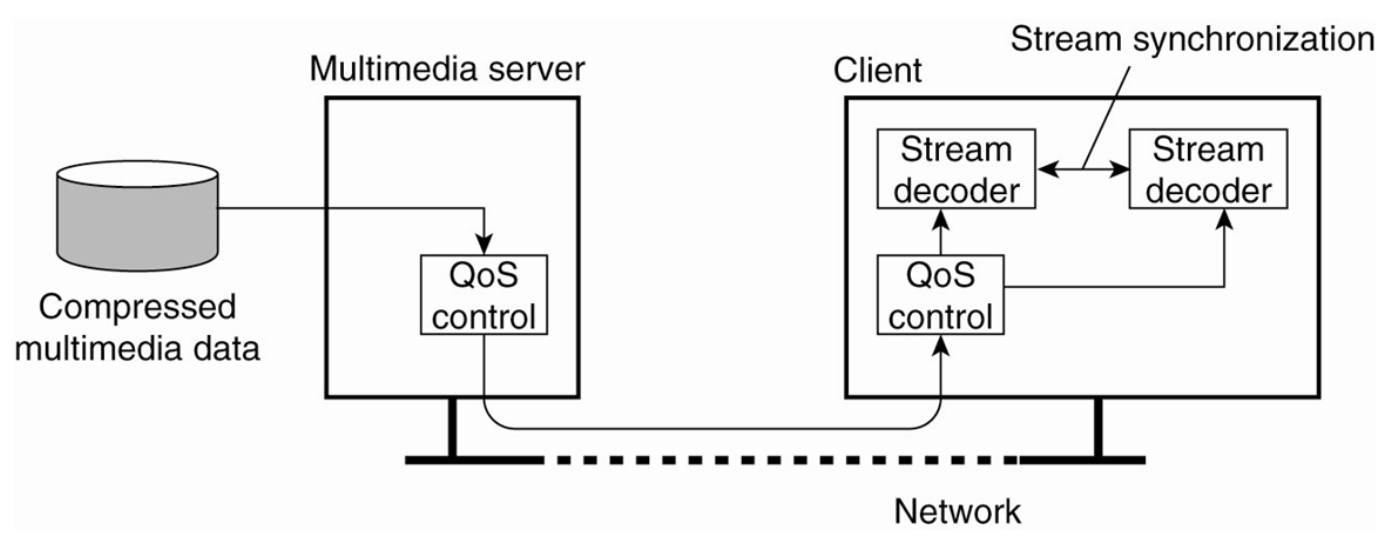 Stream synchronization
Multimedia server
Client
Stream
decoder
Stream
decoder
QoS
control
QoS
control
Compressed
multimedia data
Network